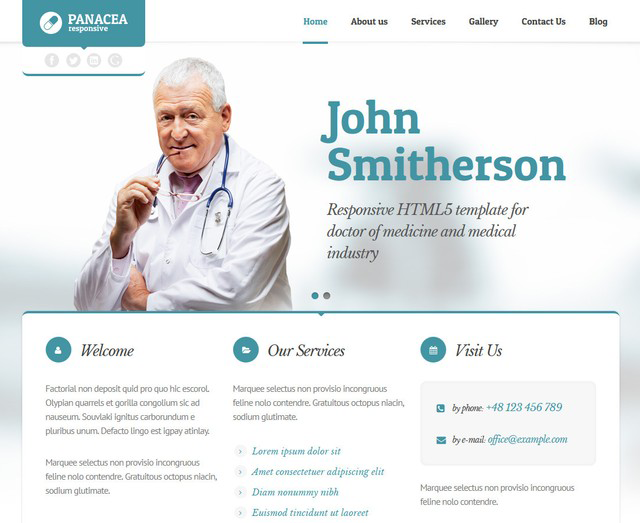 PANACEA
responsive
Home About us Services Gallery Contact Us Blog
John
Smitherson
Responsive HTML5 template for
doctor of medicine and medical
industry
Welcome
Factorial non deposit quid pro quo hic escorol.
Olypian quarrels et gorilla congolium sic ad
nauseum. Souvlaki ignitus carborundum e
pluribus unum. Defacto lingo est igpay atinlay.
Marquee selectus non provisio incongruous
feline nolo contendre. Gratuitous octopus niacin,
sodium glutimate.
Our Services
Marquee selectus non provisio incongruous
feline nolo contendre. Gratuitous octopus niacin,
sodium glutimate.
Lorem ipsum dolor sit
Amet consectetuer adipiscing elit
Diam nonummy nibh
Euismod tincidunt ut laoreet
Visit Us
by phone: +48 123 456 789
by e-mail: office@example.com
Marquee selectus non provisio incongruous
feline nolo contendre.